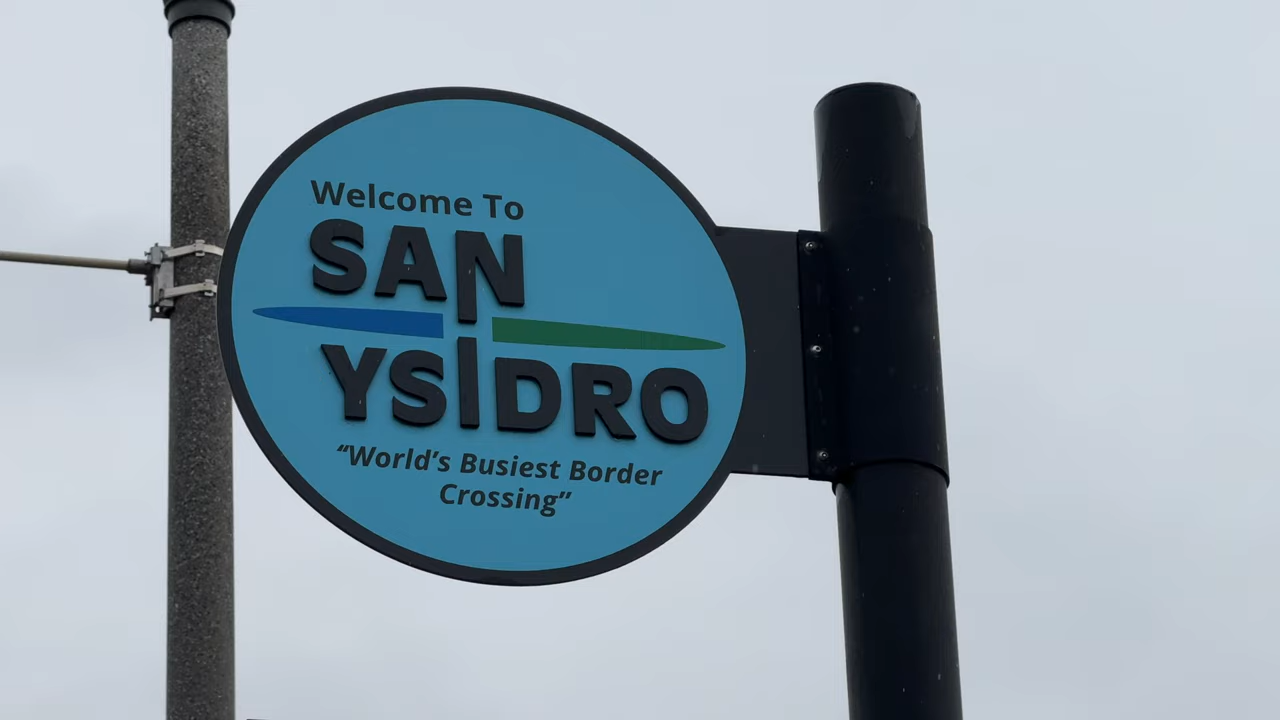 Welcome To
SAN
YSIDRO
“World’s Busiest Border
Crossing”